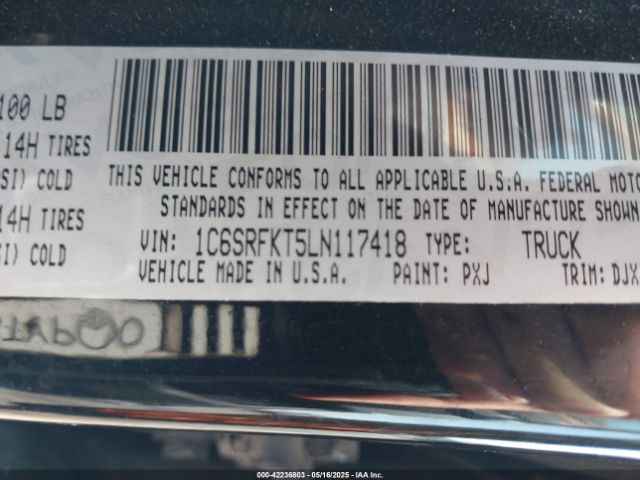 100 LB
14H TIRES
SI) COLD
14H TIRES
SI) COLD
THIS VEHICLE CONFORMS TO ALL APPLICABLE U.S.A. FEDERAL MOTO
STANDARDS IN EFFECT ON THE DATE OF MANUFACTURE SHOWN
VIN: 1C6SRFKT5LN117418 TYPE: TRUCK
VEHICLE MADE IN U.S.A. PAINT: PXJ TRIM: DJX
000-42236803 - 05/16/2025 - IAA Inc.